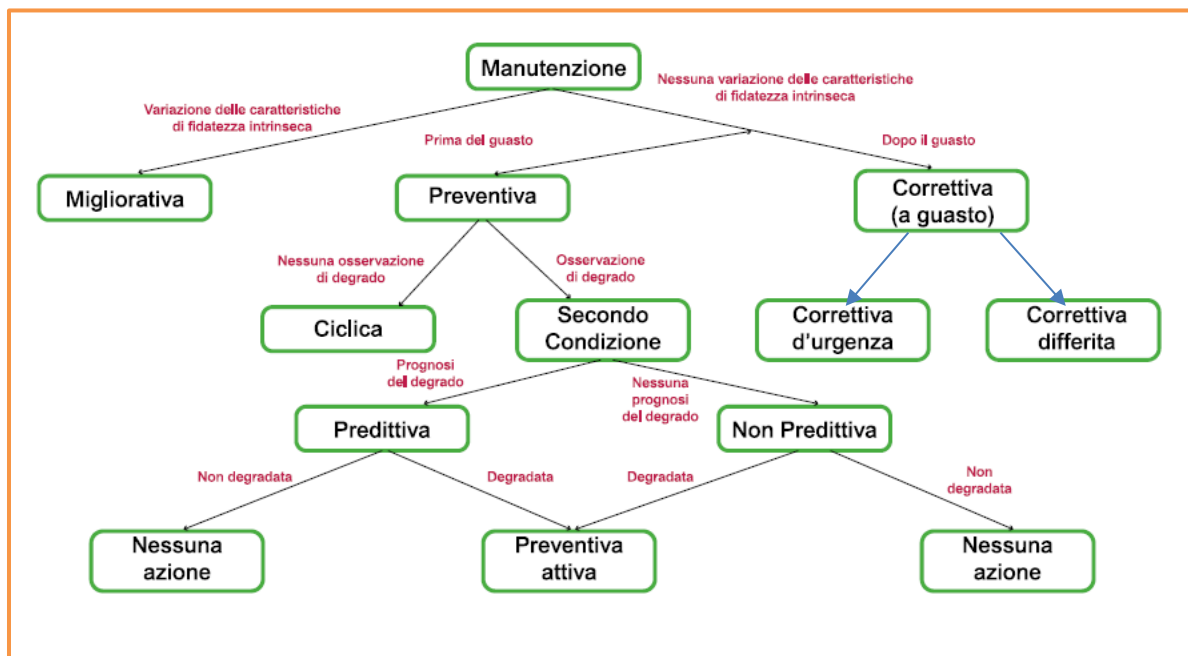 Manutenzione
Nessuna variazione delle caratteristiche
di fidatezza intrinseca
Variazione delle caratteristiche
di fidatezza intrinseca
Prima del guasto
Dopo il guasto
Migliorativa
Preventiva
Correttiva
(a guasto)
Nessuna osservazione
di degrado
Osservazione
di degrado
Ciclica
Secondo
Condizione
Correttiva
d'urgenza
Correttiva
differita
Prognosi
del degrado
Nessuna
prognosi
del degrado
Predittiva
Non Predittiva
Non degradata
Degradata
Degradata
Non
degradata
Nessuna
azione
Preventiva
attiva
Nessuna
azione